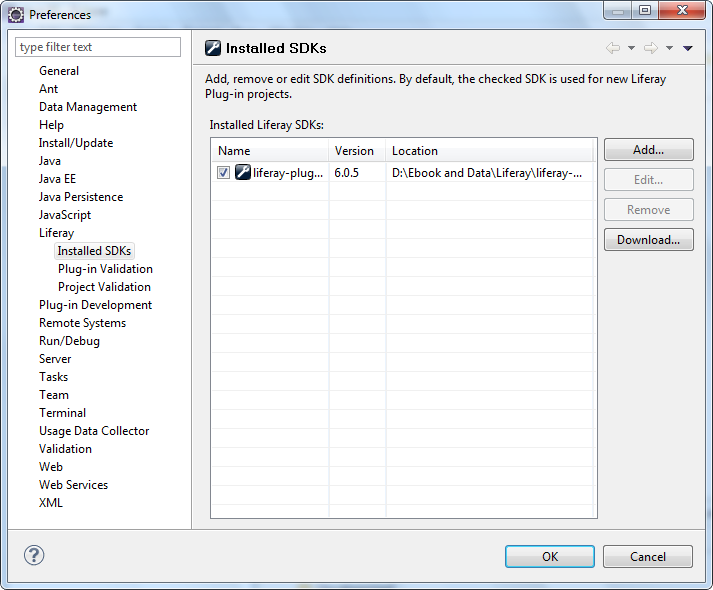 Preferences
type filter text
General
Ant
Data Management
Help
Install/Update
Java
Java EE
Java Persistence
JavaScript
Liferay
Installed SDKs
Plug-in Validation
Project Validation
Plug-in Development
Remote Systems
Run/Debug
Server
Tasks
Team
Terminal
Usage Data Collector
Validation
Web
Web Services
XML
Installed SDKs
Add, remove or edit SDK definitions. By default, the checked SDK is used for new Liferay
Plug-in projects.
Installed Liferay SDKs:
Name Version Location
liferay-plug... 6.0.5 D:\Ebook and Data\Liferay\liferay-...
Add...
Edit...
Remove
Download...
OK Cancel